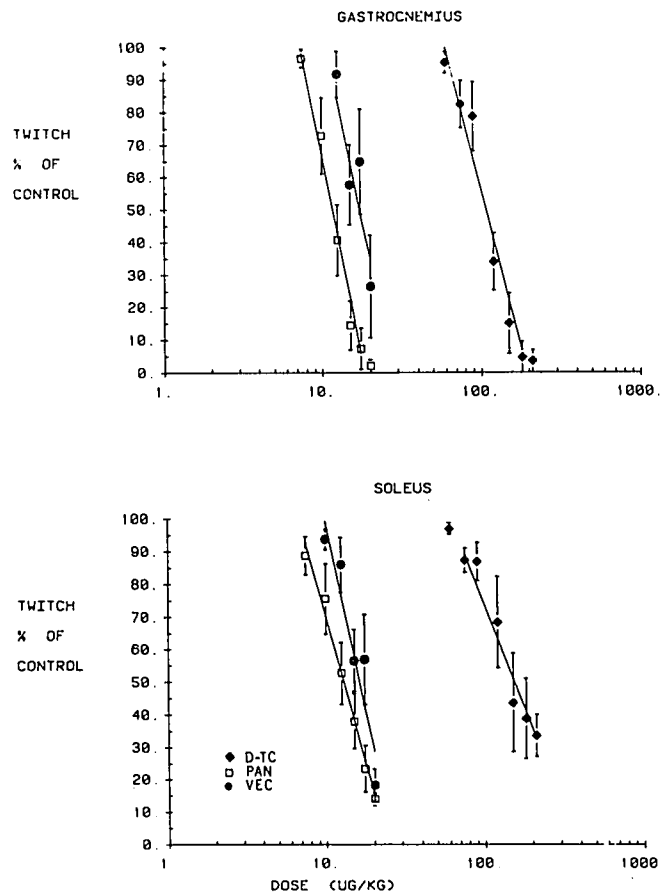 GASTROCNEMIUS
100.
90.
80.
70.
60.
50.
40.
30.
20.
10.
0.
TWITCH
% OF
CONTROL
1.
10.
100.
1000.
SOLEUS
100.
90.
80.
70.
60.
50.
40.
30.
20.
10.
0.
TWITCH
% OF
CONTROL
D-TC
PAN
VEC
1
10.
100.
1000
DOSE (UG/KG)